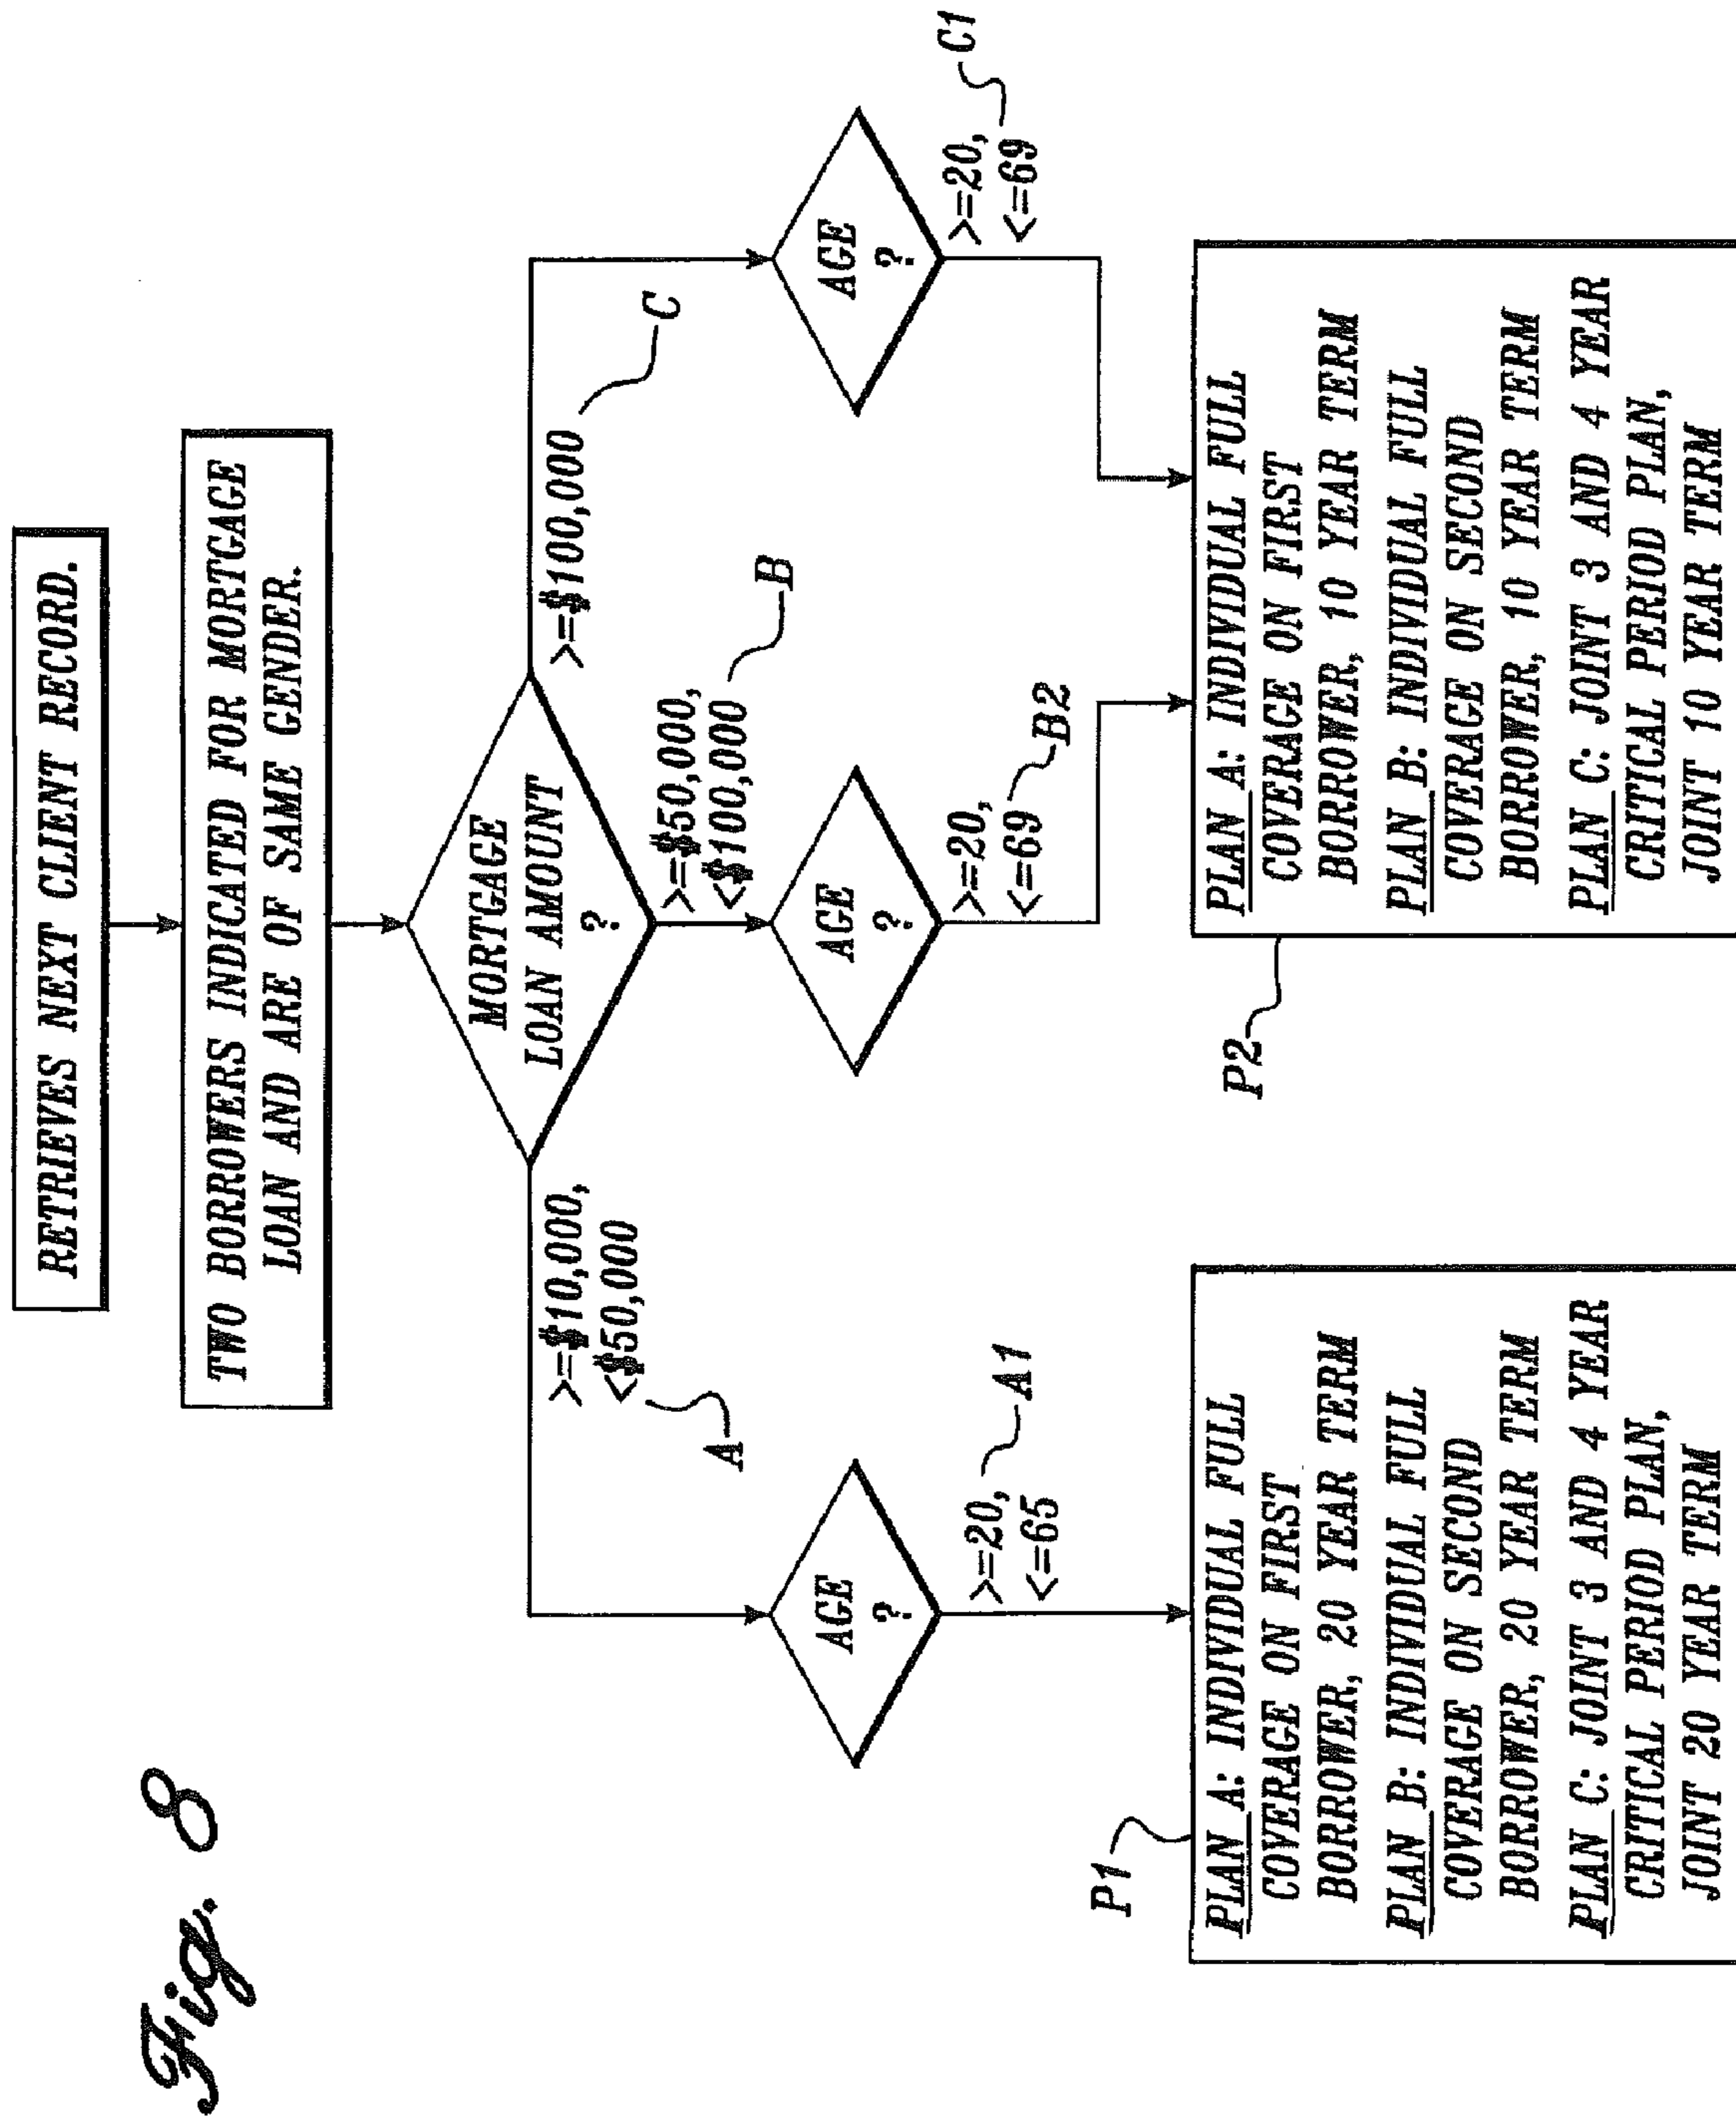 Fig. 8
RETRIEVES NEXT CLIENT RECORD.
TWO BORROWERS INDICATED FOR MORTGAGE
LOAN AND ARE OF SAME GENDER.
MORTGAGE
LOAN AMOUNT
?
>=$10,000,
<$50,000
A
>=$50,000,
<$100,000
B
>=$100,000
C
AGE
?
>=20,
<=65
A1
AGE
?
>=20,
<=69
B2
AGE
?
>=20,
<=69
C1
P1
PLAN A: INDIVIDUAL FULL
COVERAGE ON FIRST
BORROWER, 20 YEAR TERM
PLAN B: INDIVIDUAL FULL
COVERAGE ON SECOND
BORROWER, 20 YEAR TERM
PLAN C: JOINT 3 AND 4 YEAR
CRITICAL PERIOD PLAN,
JOINT 20 YEAR TERM
P2
PLAN A: INDIVIDUAL FULL
COVERAGE ON FIRST
BORROWER, 10 YEAR TERM
PLAN B: INDIVIDUAL FULL
COVERAGE ON SECOND
BORROWER, 10 YEAR TERM
PLAN C: JOINT 3 AND 4 YEAR
CRITICAL PERIOD PLAN,
JOINT 10 YEAR TERM